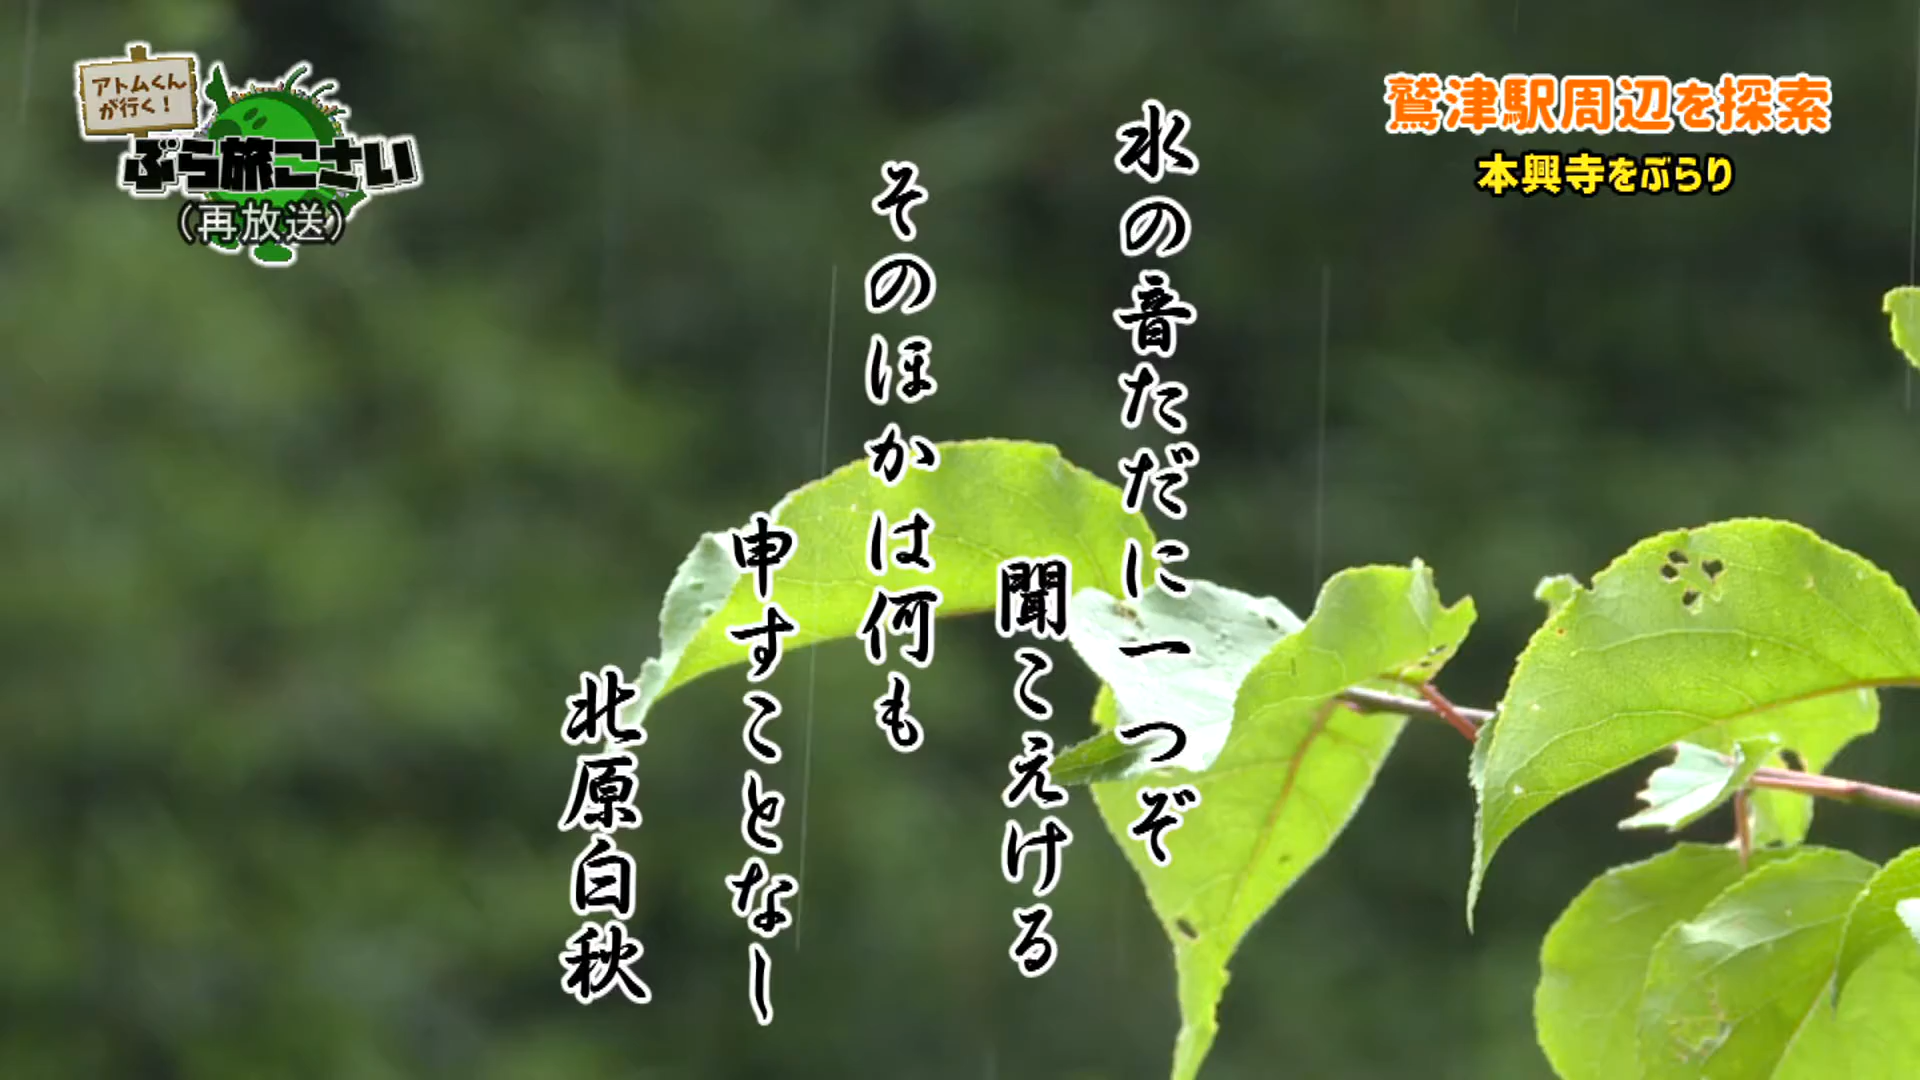 アトムくん
が行く！
ぶら旅こさい
（再放送）
鷲津駅周辺を探索
本興寺をぶらり
水の音ただに一つぞ
聞こえける
そのほかは何も
申すことなし
北原白秋